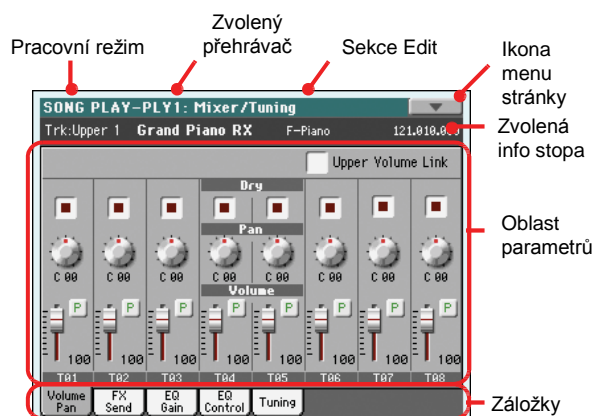 Zvolený
přehrávač
Pracovní režim
Sekce Edit
Ikona
menu
stránky
SONG PLAY-PLY1: Mixer/Tuning
Trk:Upper 1 Grand Piano RX F-Piano 121.010.000
Zvolená
info stopa
Upper Volume Link
Dry
Pan
C 00 C 00 C 00 C 00 C 00 C 00 C 00 C 00
Oblast
parametrů
Volume
P P P P P P P P
100 100 100 100 100 100 100 100
T01 T02 T03 T04 T05 T06 T07 T08
Volume Pan FX Send EQ Gain EQ Control Tuning
Záložky